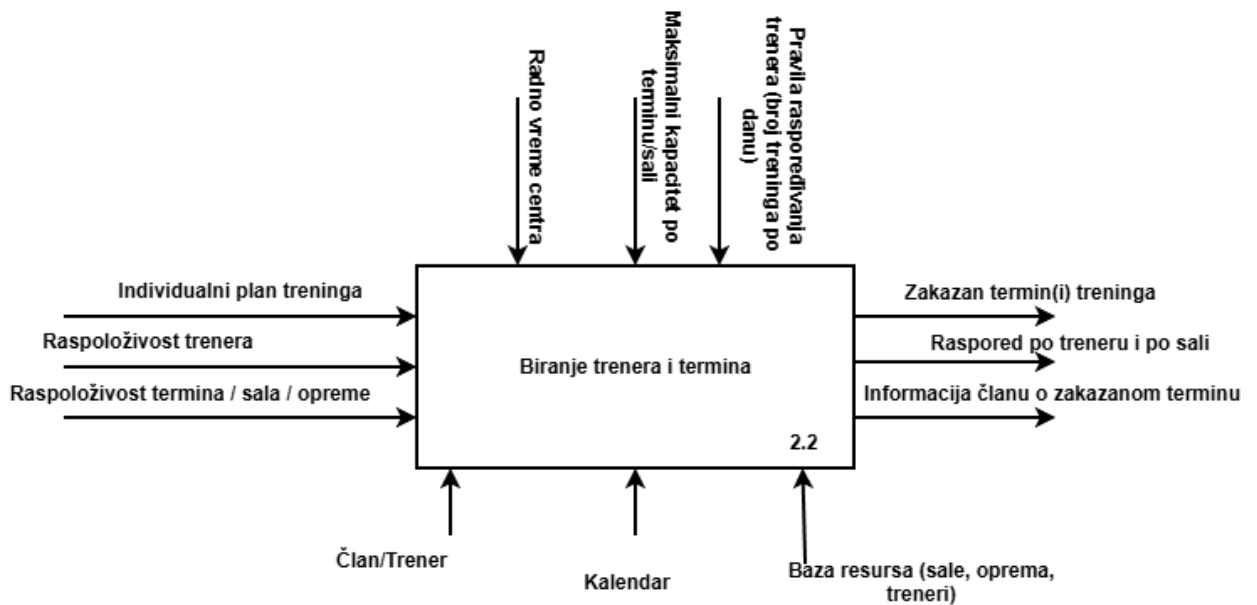 Radno vreme centra
Maksimalni kapacitet po
terminu/sali
Pravila raspoređivanja
trenera (broj treninga po
danu)
Individualni plan treninga
Raspoloživost trenera
Raspoloživost termina / sala / opreme
Biranje trenera i termina
2.2
Zakazan termin(i) treninga
Raspored po treneru i po sali
Informacija članu o zakazanom terminu
Član/Trener
Kalendar
Baza resursa (sale, oprema,
treneri)